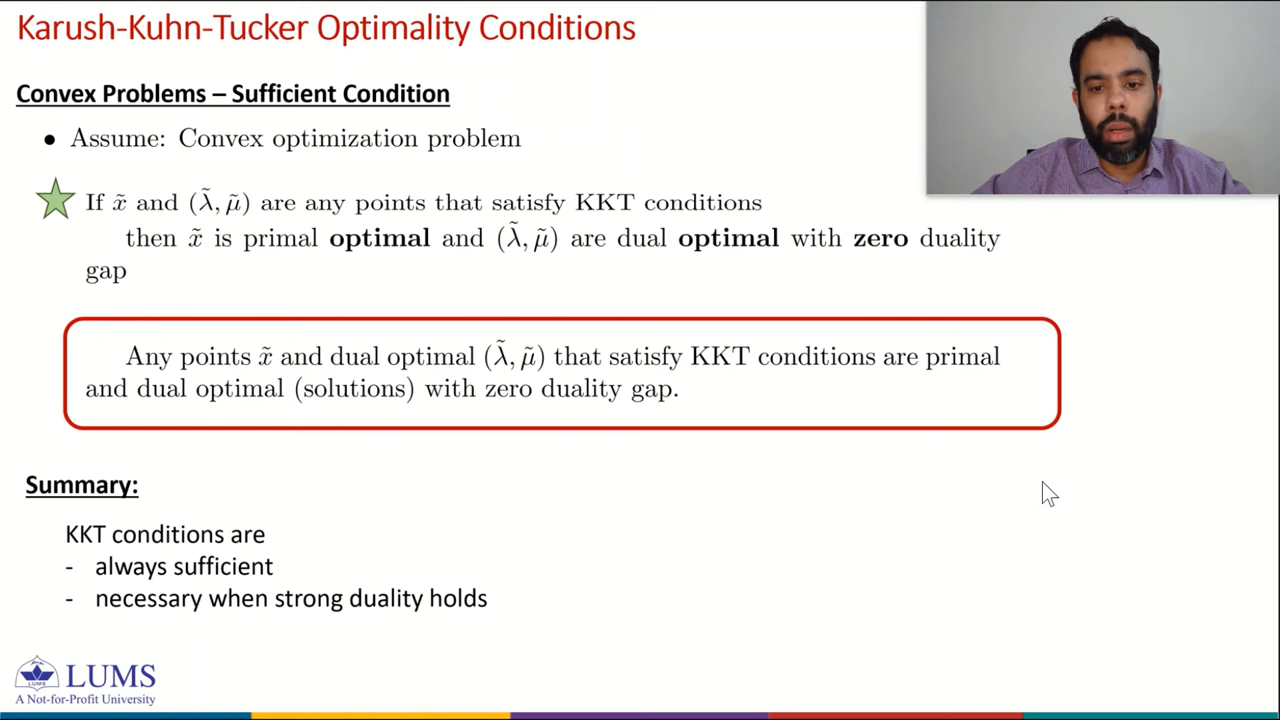 Karush-Kuhn-Tucker Optimality Conditions
Convex Problems – Sufficient Condition
● Assume: Convex optimization problem
If x̃ and (λ̃, μ̃) are any points that satisfy KKT conditions
then x̃ is primal optimal and (λ̃, μ̃) are dual optimal with zero duality
gap
Any points x̃ and dual optimal (λ̃, μ̃) that satisfy KKT conditions are primal
and dual optimal (solutions) with zero duality gap.
Summary:
KKT conditions are
- always sufficient
- necessary when strong duality holds
LUMS
LUMS
A Not-for-Profit University